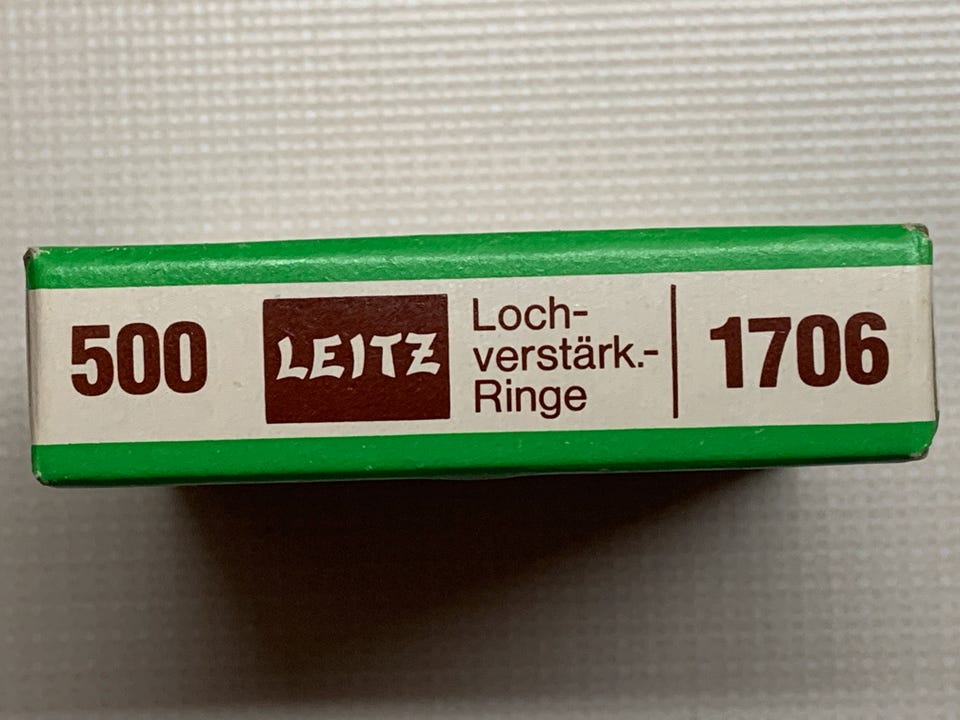 500
LEITZ
Loch-
verstärk.-
Ringe
1706